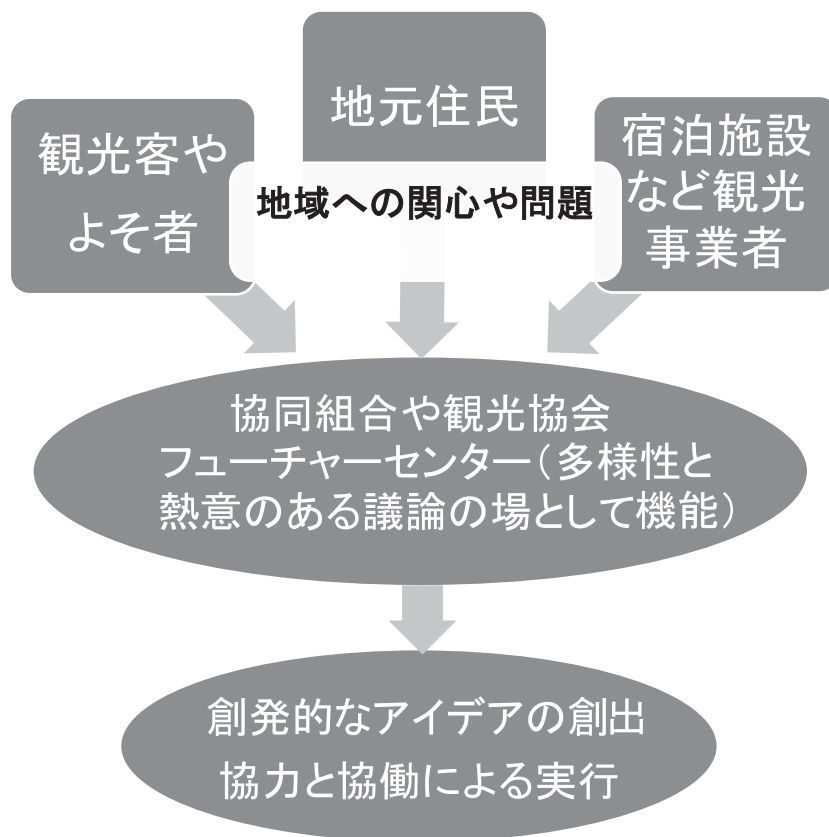 地元住民
観光客や
よそ者
宿泊施設
など観光
事業者
地域への関心や問題
協同組合や観光協会
フューチャーセンター（多様性と
熱意のある議論の場として機能）
創発的なアイデアの創出
協力と協働による実行